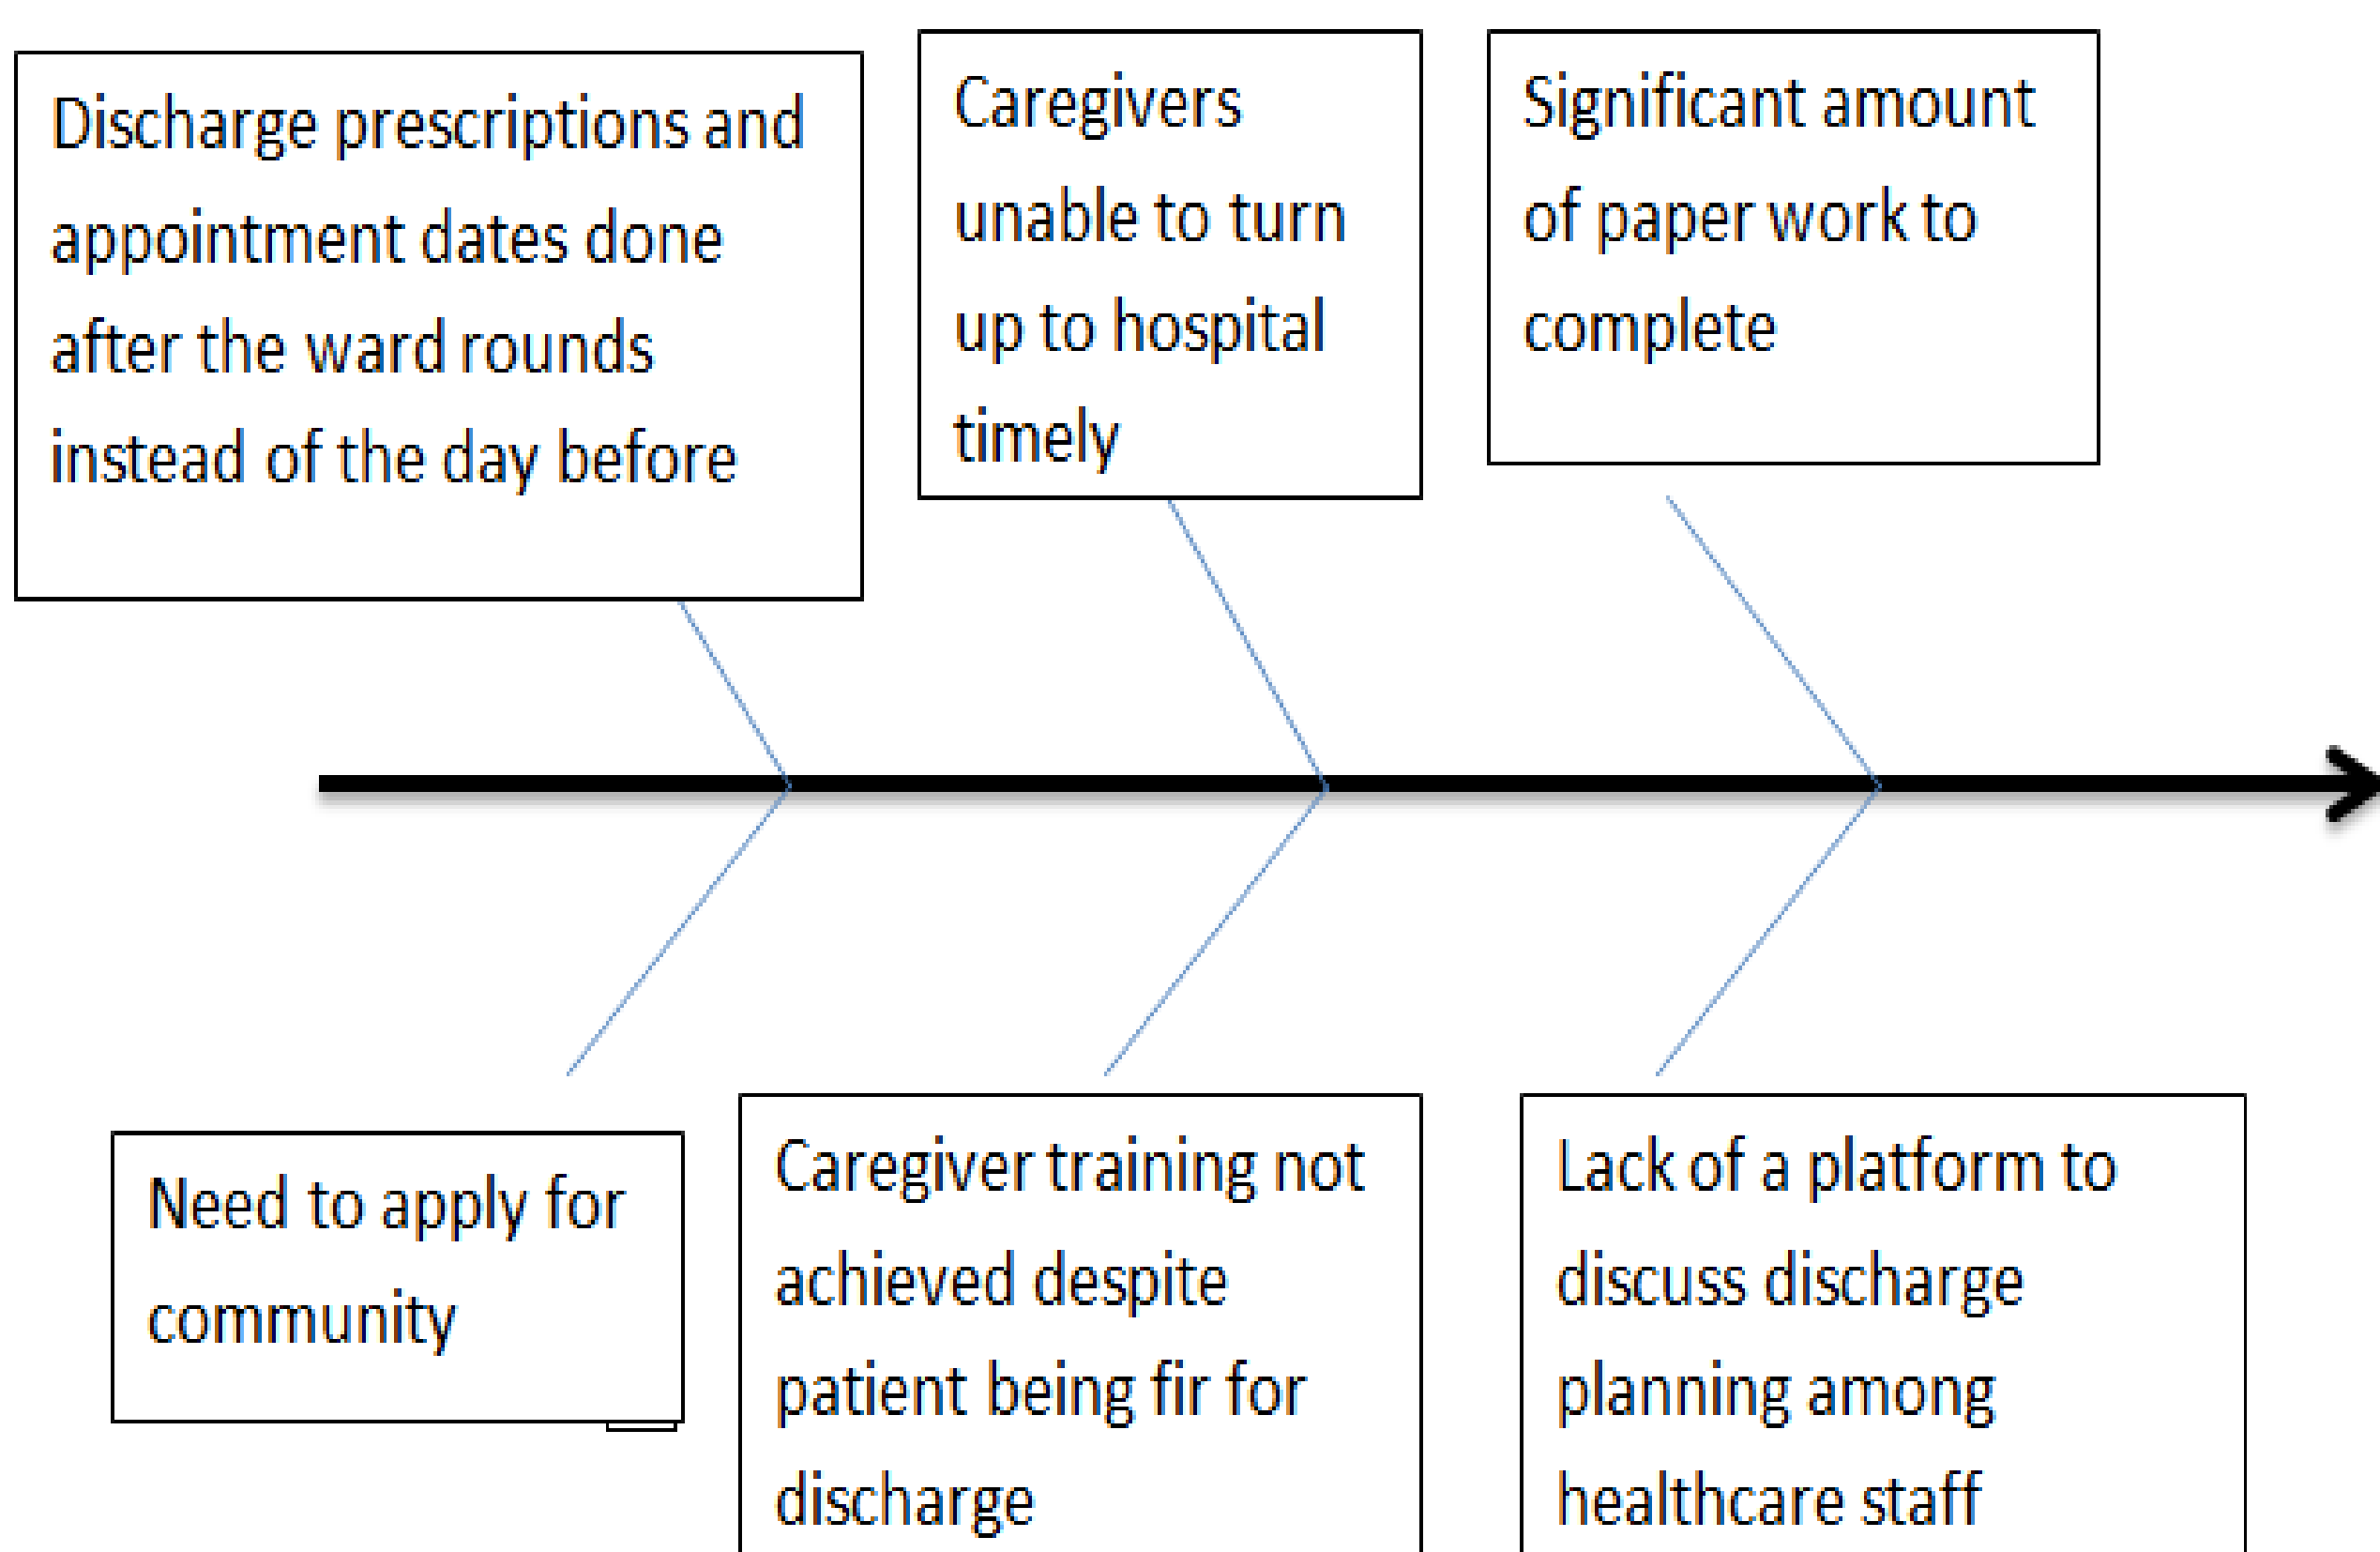 Discharge prescriptions and
appointment dates done
after the ward rounds
instead of the day before
Caregivers
unable to turn
up to hospital
timely
Significant amount
of paper work to
complete
Need to apply for
community
Caregiver training not
achieved despite
patient being fir for
discharge
Lack of a platform to
discuss discharge
planning among
healthcare staff